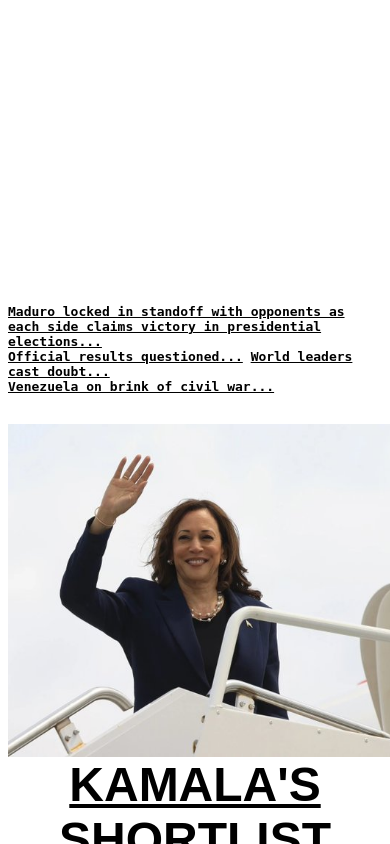 Maduro locked in standoff with opponents as
each side claims victory in presidential
elections...
Official results questioned... World leaders
cast doubt...
Venezuela on brink of civil war...
KAMALA'S
SHORTLIST